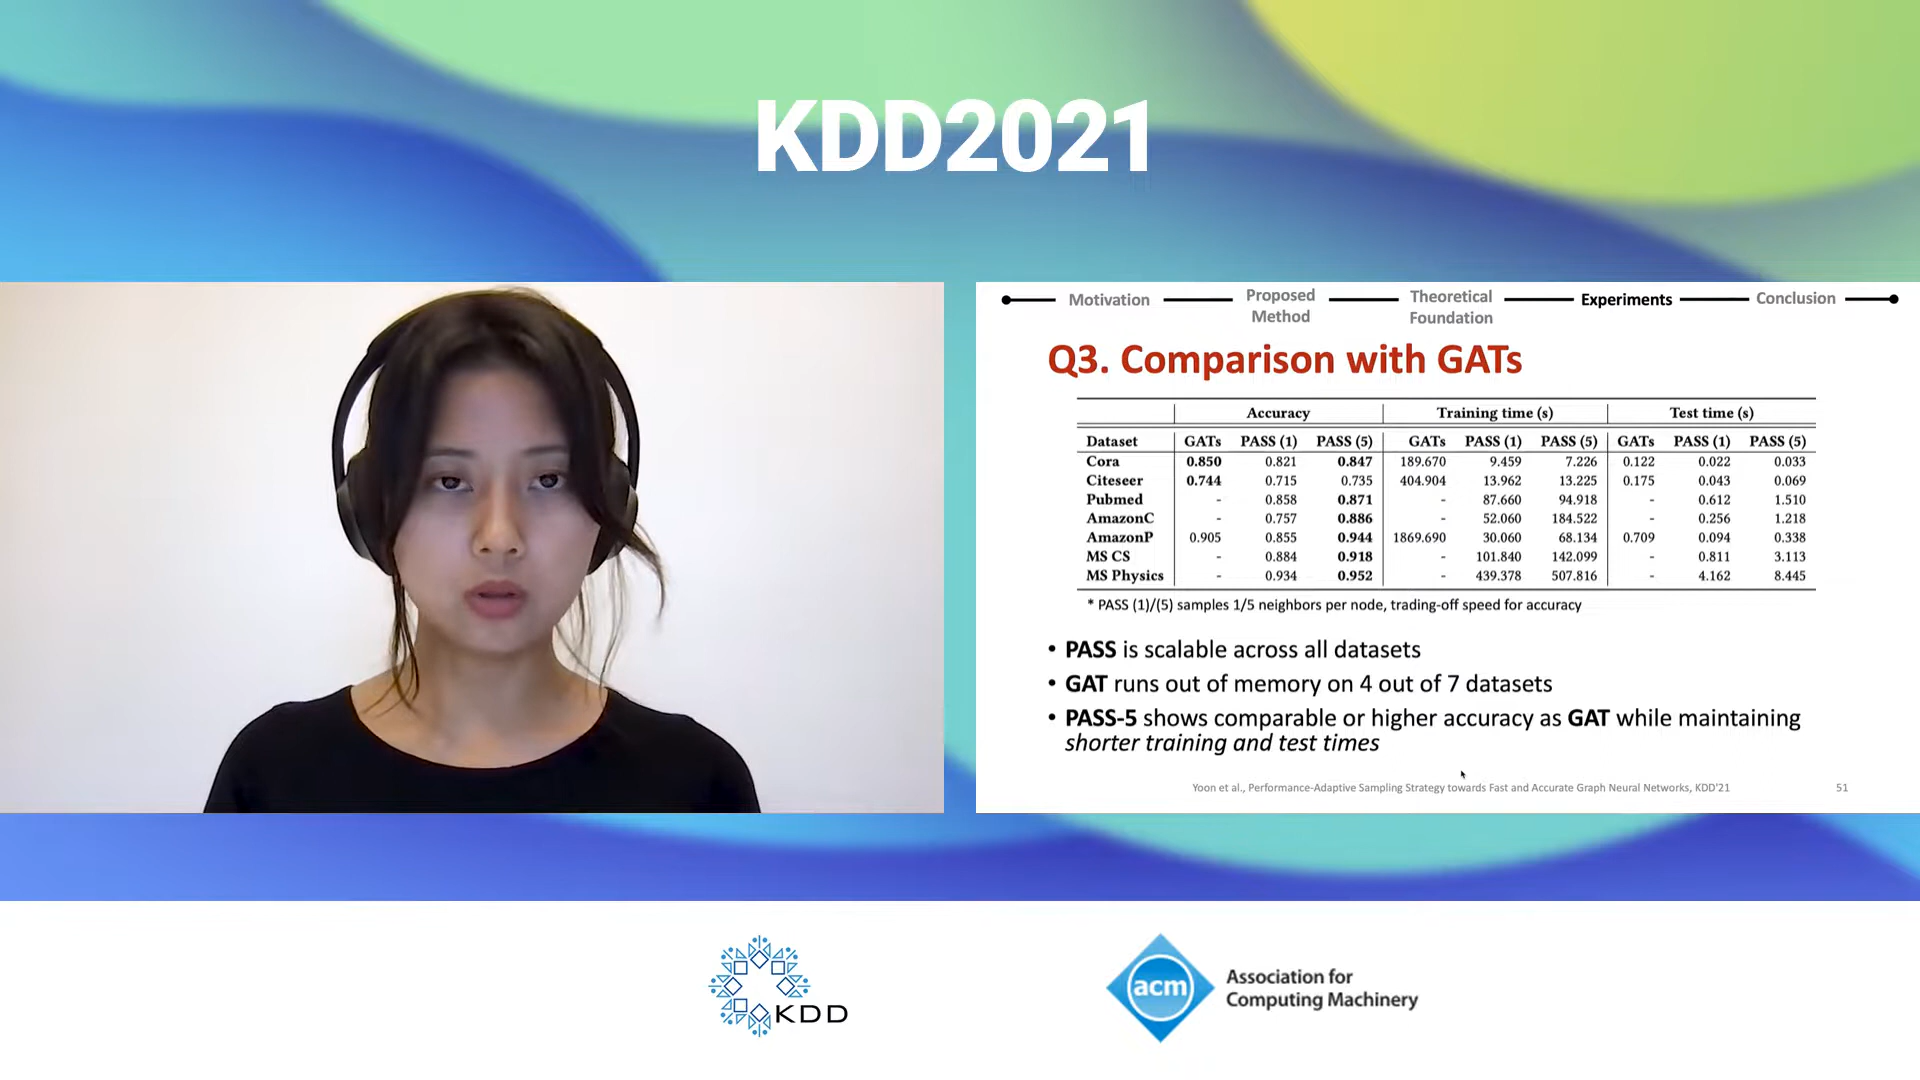 KDD2021
Motivation
Proposed
Method
Theoretical
Foundation
Experiments
Conclusion
Q3. Comparison with GATs
Accuracy Training time (s) Test time (s)
Dataset GATs PASS (1) PASS (5) GATs PASS (1) PASS (5) GATs PASS (1) PASS (5)
Cora 0.850 0.821 0.847 189.670 9.459 7.226 0.122 0.022 0.033
Citeseer 0.744 0.715 0.735 404.904 13.962 13.225 0.175 0.043 0.069
Pubmed - 0.858 0.871 - 87.660 94.918 - 0.612 1.510
AmazonC - 0.757 0.886 - 52.060 184.522 - 0.256 1.218
AmazonP 0.905 0.855 0.944 1869.690 30.060 68.134 0.709 0.094 0.338
MS CS - 0.884 0.918 - 101.840 142.099 - 0.811 3.113
MS Physics - 0.934 0.952 - 439.378 507.816 - 4.162 8.445
* PASS (1)/(5) samples 1/5 neighbors per node, trading-off speed for accuracy
• PASS is scalable across all datasets
• GAT runs out of memory on 4 out of 7 datasets
• PASS-5 shows comparable or higher accuracy as GAT while maintaining
shorter training and test times
Yoon et al., Performance-Adaptive Sampling Strategy towards Fast and Accurate Graph Neural Networks, KDD'21
51
KDD
acm
Association for
Computing Machinery